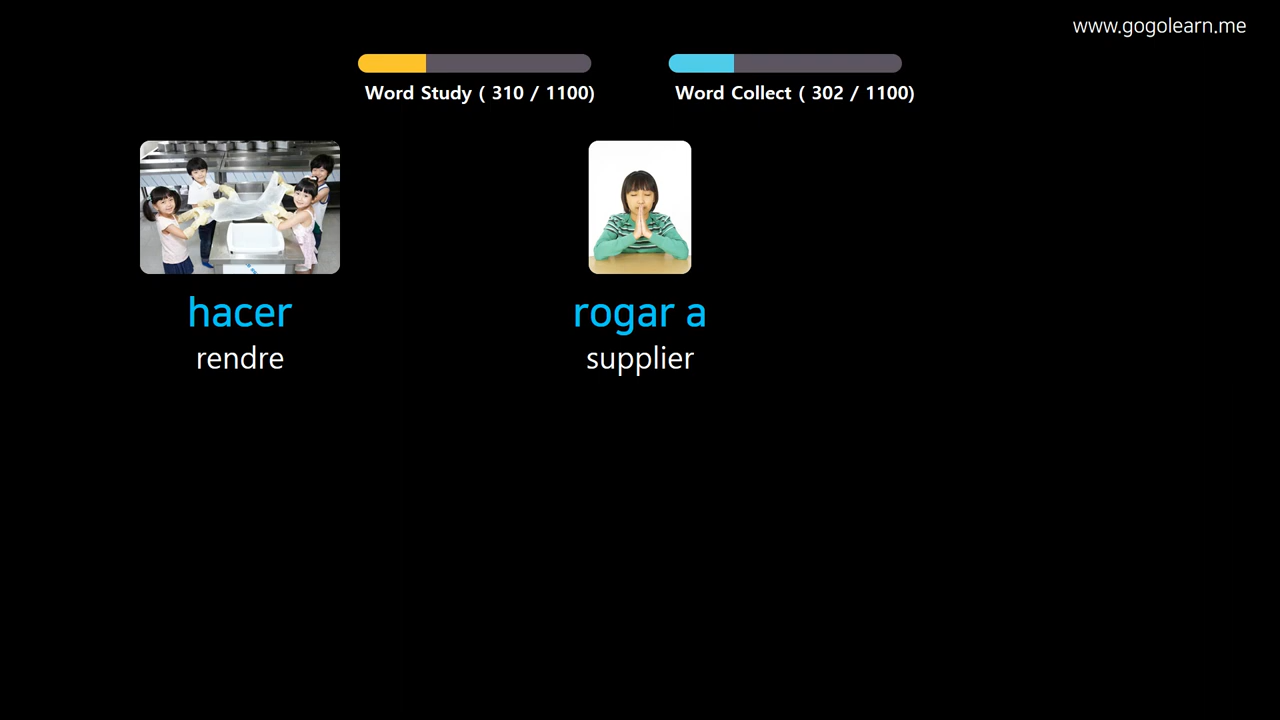 www.gogolearn.me
Word Study ( 310 / 1100)
Word Collect ( 302 / 1100)
hacer
rendre
rogar a
supplier